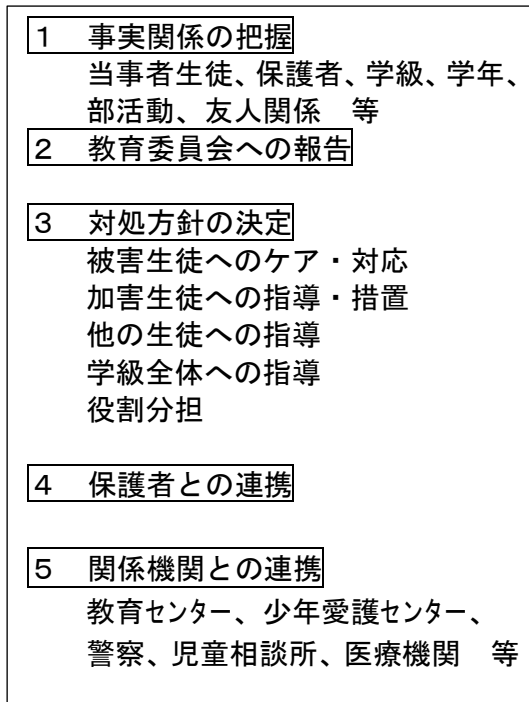 １　事実関係の把握
当事者生徒、保護者、学級、学年、
部活動、友人関係　等
２　教育委員会への報告
３　対処方針の決定
被害生徒へのケア・対応
加害生徒への指導・措置
他の生徒への指導
学級全体への指導
役割分担
４　保護者との連携
５　関係機関との連携
教育センター、少年愛護センター、
警察、児童相談所、医療機関　等